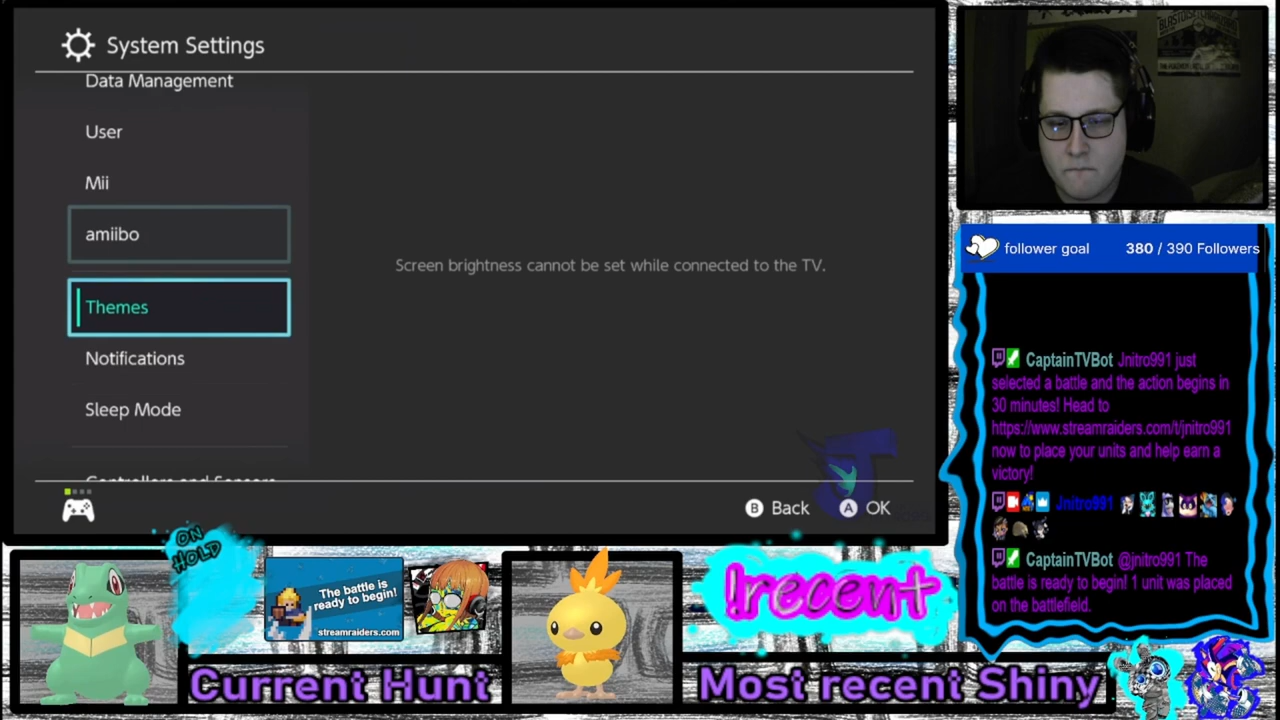 System Settings
Data Management
User
Mii
amiibo
Themes
Notifications
Sleep Mode
Controllers and Sensors
Screen brightness cannot be set while connected to the TV.
B Back
A OK
follower goal 380 / 390 Followers
CaptainTVBot Jnitro991 just
selected a battle and the action begins in
30 minutes! Head to
https://www.streamraiders.com/t/jnitro991
now to place your units and help earn a
victory!
Jnitro991
CaptainTVBot @jnitro991 The
battle is ready to begin! 1 unit was placed
on the battlefield.
ON
HOLD
The battle is
ready to begin!
streamraiders.com
!recent
Current Hunt
Most recent Shiny